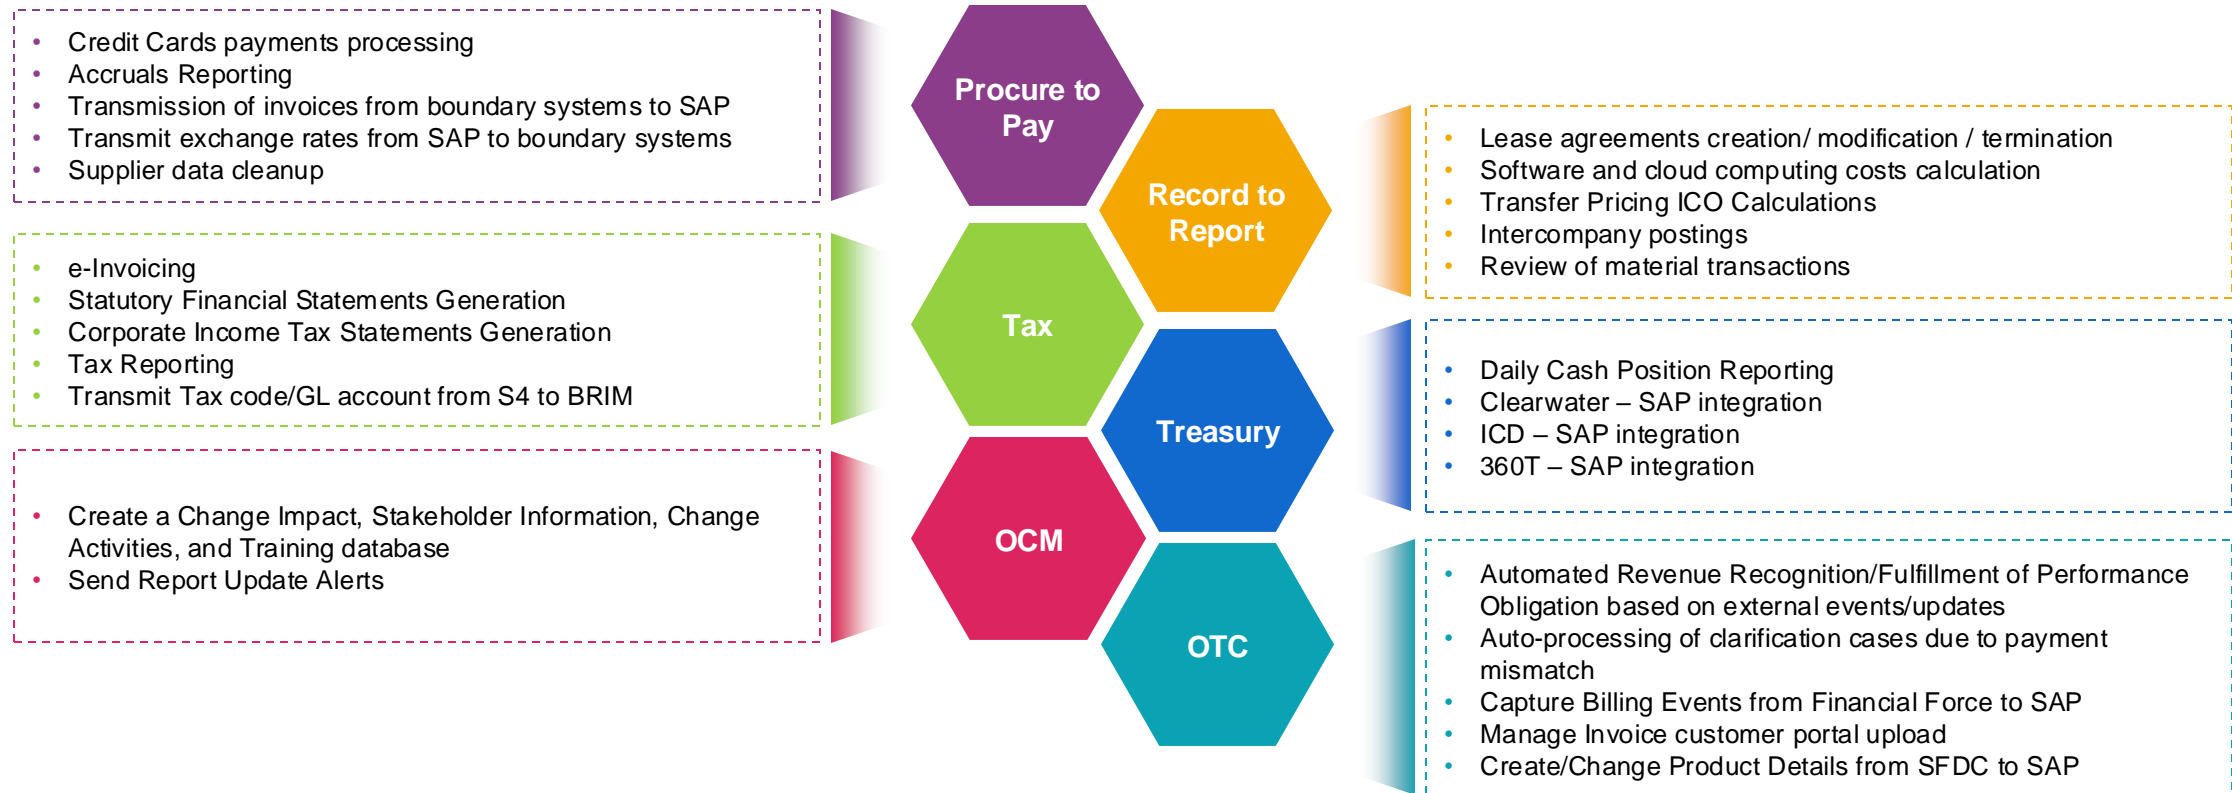 Procure to
Pay
• Credit Cards payments processing
• Accruals Reporting
• Transmission of invoices from boundary systems to SAP
• Transmit exchange rates from SAP to boundary systems
• Supplier data cleanup
Record to
Report
• Lease agreements creation/ modification / termination
• Software and cloud computing costs calculation
• Transfer Pricing ICO Calculations
• Intercompany postings
• Review of material transactions
Tax
• e-Invoicing
• Statutory Financial Statements Generation
• Corporate Income Tax Statements Generation
• Tax Reporting
• Transmit Tax code/GL account from S4 to BRIM
Treasury
• Daily Cash Position Reporting
• Clearwater – SAP integration
• ICD – SAP integration
• 360T – SAP integration
OCM
• Create a Change Impact, Stakeholder Information, Change
Activities, and Training database
• Send Report Update Alerts
OTC
• Automated Revenue Recognition/Fulfillment of Performance
Obligation based on external events/updates
• Auto-processing of clarification cases due to payment
mismatch
• Capture Billing Events from Financial Force to SAP
• Manage Invoice customer portal upload
• Create/Change Product Details from SFDC to SAP